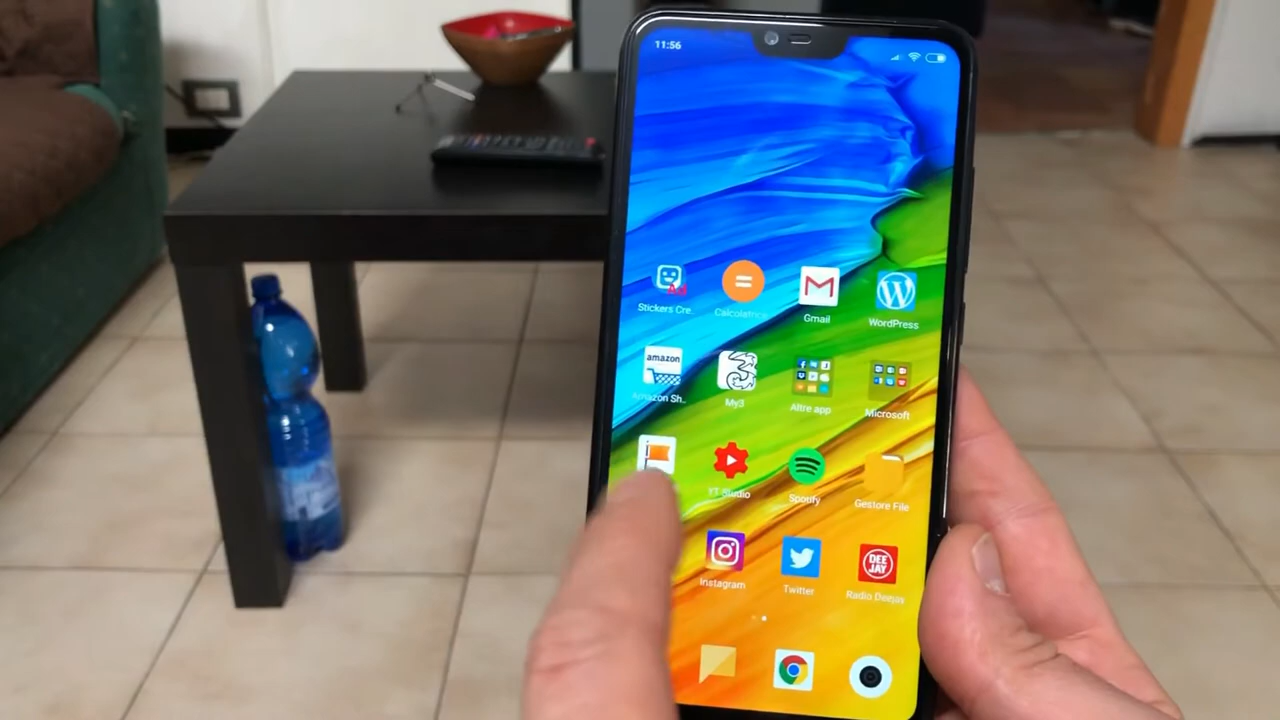 11:56
Stickers Cre..
Calcolatrice
Gmail
WordPress
amazon
Amazon Sh..
My3
Altre app
Microsoft
YT Studio
Spotify
Gestore File
Instagram
Twitter
DEE
JAY
Radio Deejay